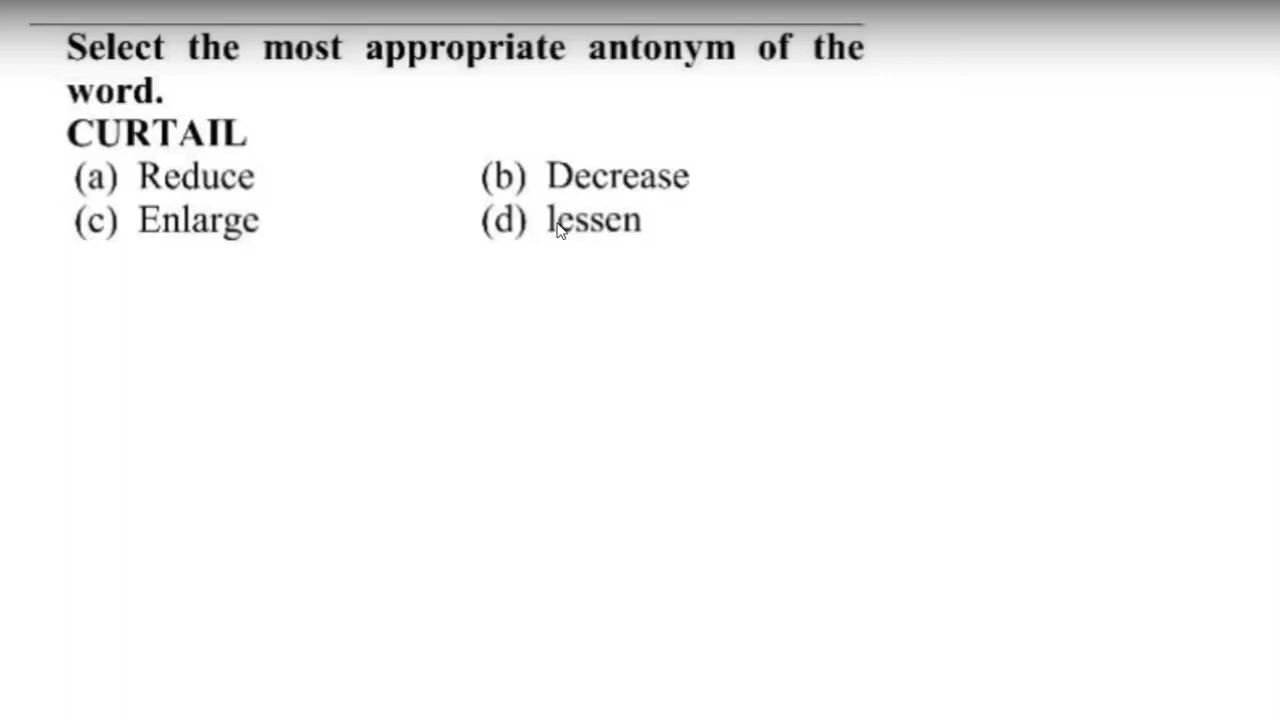 Select the most appropriate antonym of the
word.
CURTAIL
(a) Reduce (b) Decrease
(c) Enlarge (d) lessen